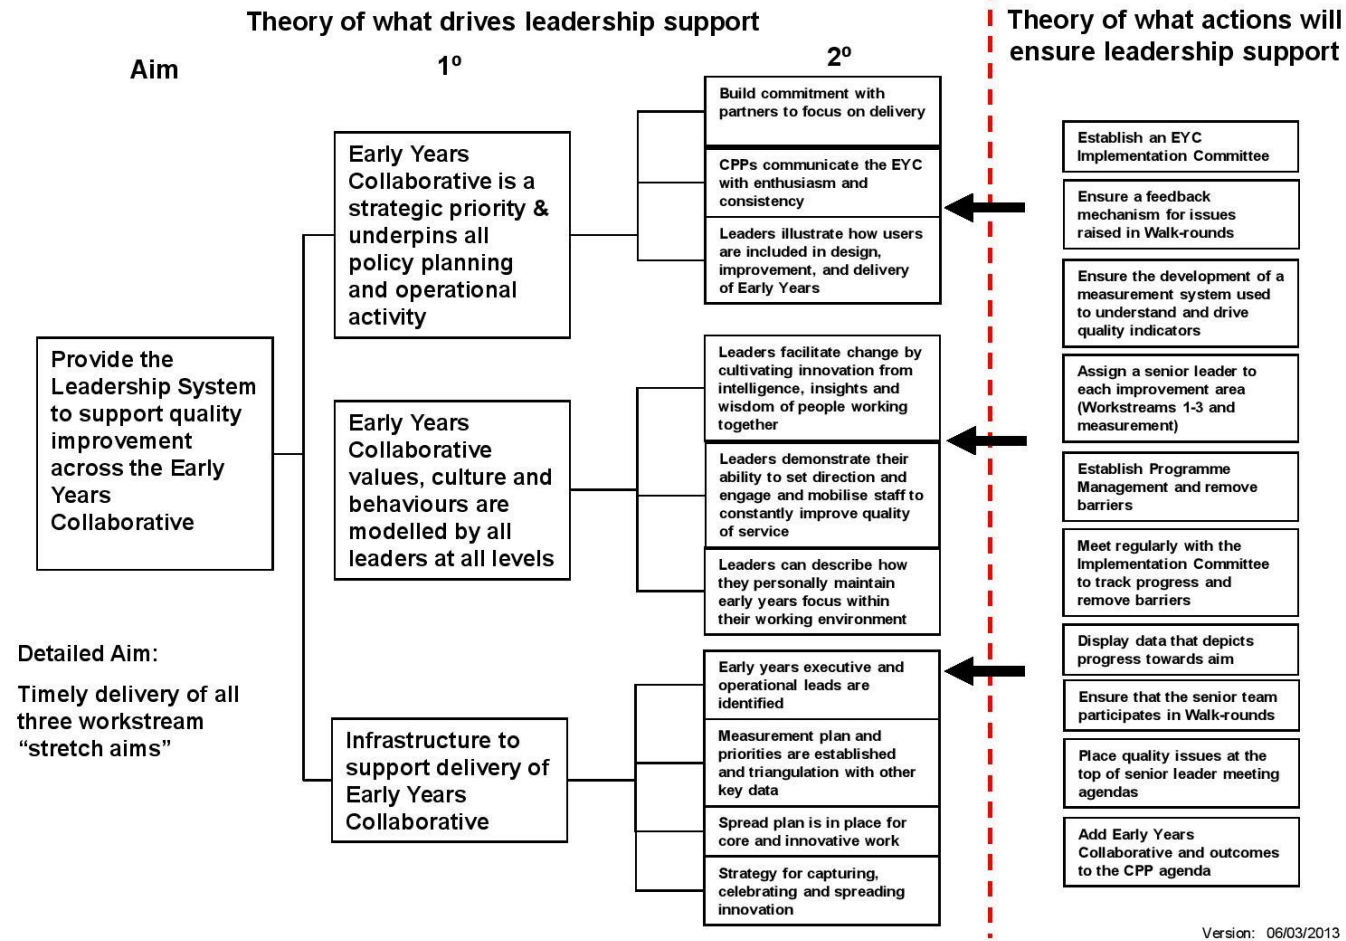 Theory of what drives leadership support
Aim
1º
2º
Provide the
Leadership System
to support quality
improvement
across the Early
Years
Collaborative
Detailed Aim:
Timely delivery of all
three workstream
“stretch aims”
Early Years
Collaborative is a
strategic priority &
underpins all
policy planning
and operational
activity
Early Years
Collaborative
values, culture and
behaviours are
modelled by all
leaders at all levels
Infrastructure to
support delivery of
Early Years
Collaborative
Build commitment with
partners to focus on delivery
CPPs communicate the EYC
with enthusiasm and
consistency
Leaders illustrate how users
are included in design,
improvement, and delivery
of Early Years
Leaders facilitate change by
cultivating innovation from
intelligence, insights and
wisdom of people working
together
Leaders demonstrate their
ability to set direction and
engage and mobilise staff to
constantly improve quality
of service
Leaders can describe how
they personally maintain
early years focus within
their working environment
Early years executive and
operational leads are
identified
Measurement plan and
priorities are established
and triangulation with other
key data
Spread plan is in place for
core and innovative work
Strategy for capturing,
celebrating and spreading
innovation
Theory of what actions will
ensure leadership support
Establish an EYC
Implementation Committee
Ensure a feedback
mechanism for issues
raised in Walk-rounds
Ensure the development of a
measurement system used
to understand and drive
quality indicators
Assign a senior leader to
each improvement area
(Workstreams 1-3 and
measurement)
Establish Programme
Management and remove
barriers
Meet regularly with the
Implementation Committee
to track progress and
remove barriers
Display data that depicts
progress towards aim
Ensure that the senior team
participates in Walk-rounds
Place quality issues at the
top of senior leader meeting
agendas
Add Early Years
Collaborative and outcomes
to the CPP agenda
Version: 06/03/2013